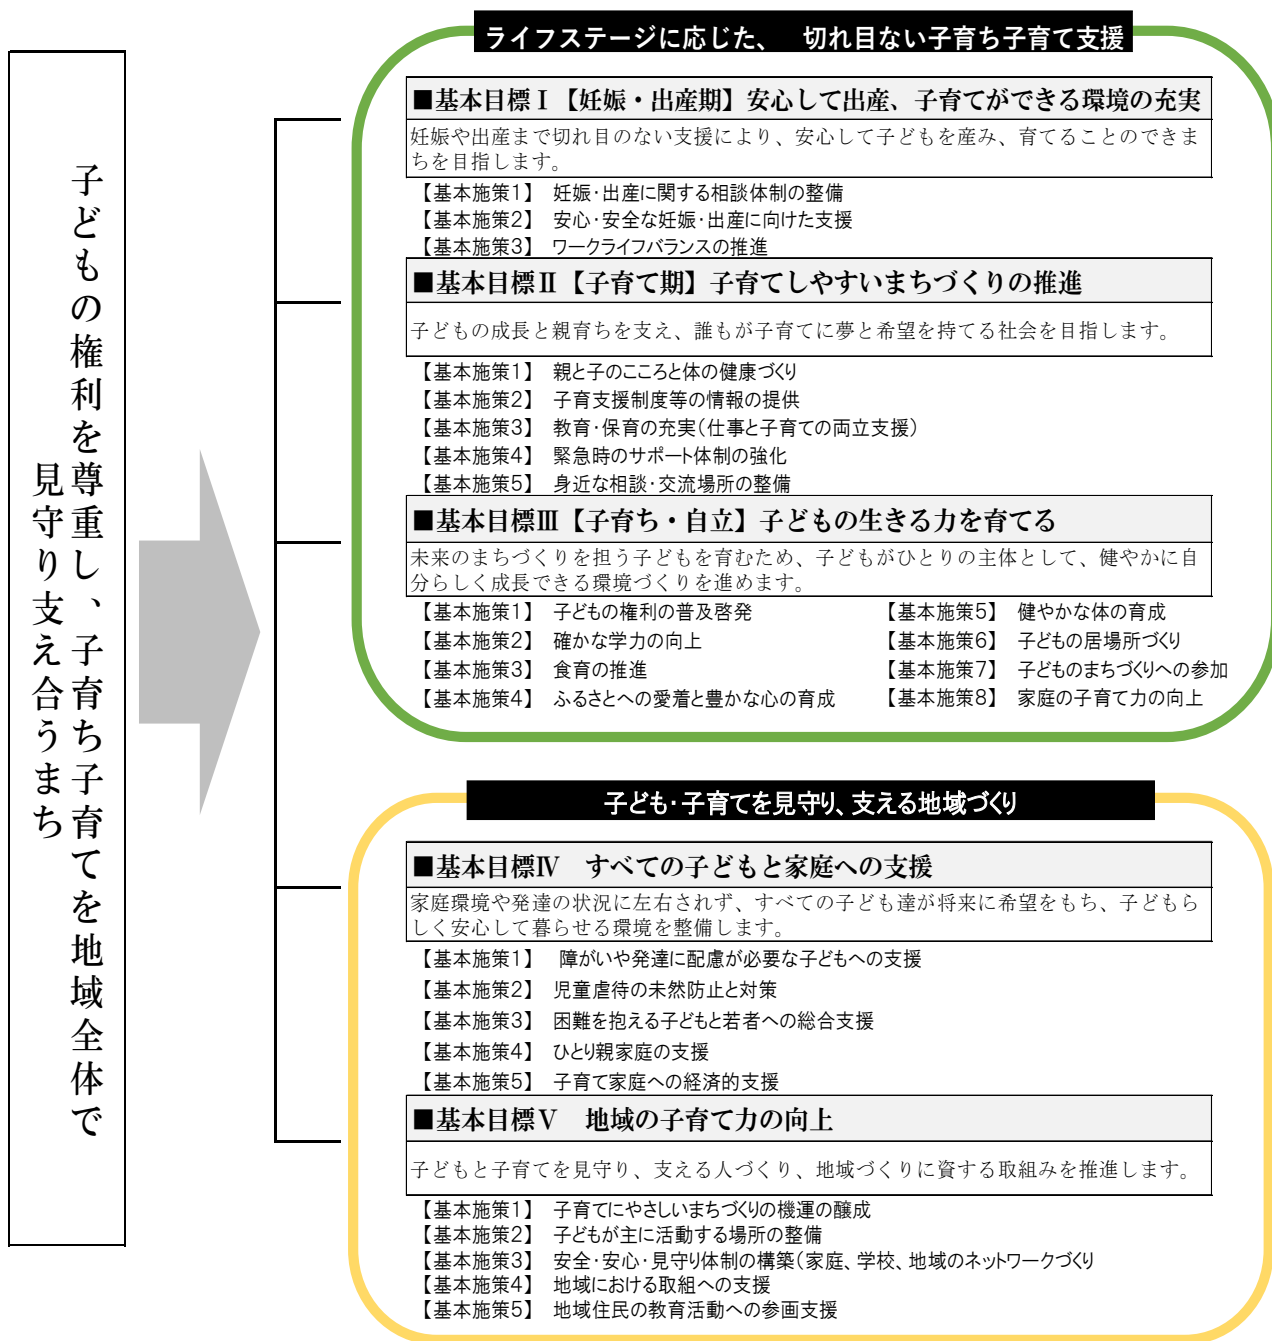 子どもの権利を尊重し、子育ち子育てを地域全体で
見守り支え合うまち
ライフステージに応じた、　切れ目ない子育ち子育て支援
■基本目標Ⅰ【妊娠・出産期】安心して出産、子育てができる環境の充実
妊娠や出産まで切れ目のない支援により、安心して子どもを産み、育てることのできま
ちを目指します。
【基本施策1】　妊娠・出産に関する相談体制の整備
【基本施策2】　安心・安全な妊娠・出産に向けた支援
【基本施策3】　ワークライフバランスの推進
■基本目標Ⅱ【子育て期】子育てしやすいまちづくりの推進
子どもの成長と親育ちを支え、誰もが子育てに夢と希望を持てる社会を目指します。
【基本施策1】　親と子のこころと体の健康づくり
【基本施策2】　子育支援制度等の情報の提供
【基本施策3】　教育・保育の充実（仕事と子育ての両立支援）
【基本施策4】　緊急時のサポート体制の強化
【基本施策5】　身近な相談・交流場所の整備
■基本目標Ⅲ【子育ち・自立】子どもの生きる力を育てる
未来のまちづくりを担う子どもを育むため、子どもがひとりの主体として、健やかに自
分らしく成長できる環境づくりを進めます。
【基本施策1】　子どもの権利の普及啓発
【基本施策2】　確かな学力の向上
【基本施策3】　食育の推進
【基本施策4】　ふるさとへの愛着と豊かな心の育成
【基本施策5】　健やかな体の育成
【基本施策6】　子どもの居場所づくり
【基本施策7】　子どものまちづくりへの参加
【基本施策8】　家庭の子育て力の向上
子ども・子育てを見守り、支える地域づくり
■基本目標Ⅳ　すべての子どもと家庭への支援
家庭環境や発達の状況に左右されず、すべての子ども達が将来に希望をもち、子どもら
しく安心して暮らせる環境を整備します。
【基本施策1】　障がいや発達に配慮が必要な子どもへの支援
【基本施策2】　児童虐待の未然防止と対策
【基本施策3】　困難を抱える子どもと若者への総合支援
【基本施策4】　ひとり親家庭の支援
【基本施策5】　子育て家庭への経済的支援
■基本目標Ⅴ　地域の子育て力の向上
子どもと子育てを見守り、支える人づくり、地域づくりに資する取組みを推進します。
【基本施策1】　子育てにやさしいまちづくりの機運の醸成
【基本施策2】　子どもが主に活動する場所の整備
【基本施策3】　安全・安心・見守り体制の構築（家庭、学校、地域のネットワークづくり
【基本施策4】　地域における取組への支援
【基本施策5】　地域住民の教育活動への参画支援